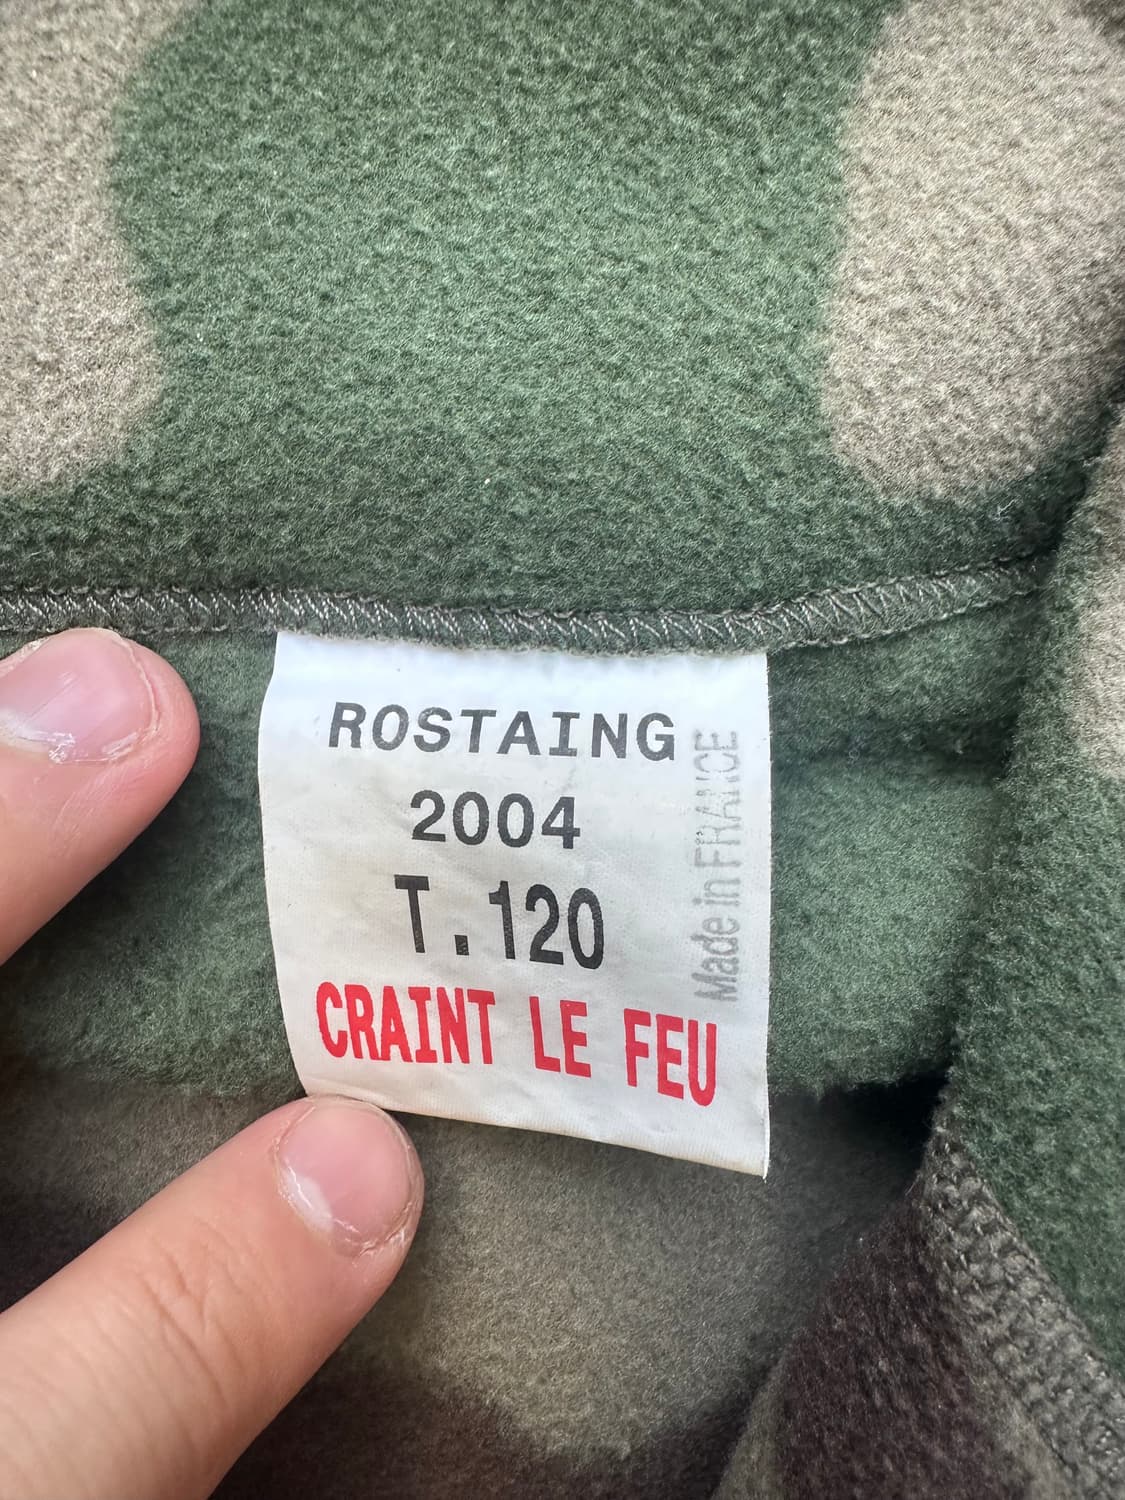 ROSTAING
2004
T.120
CRAINT LE FEU
Made in FRANCE